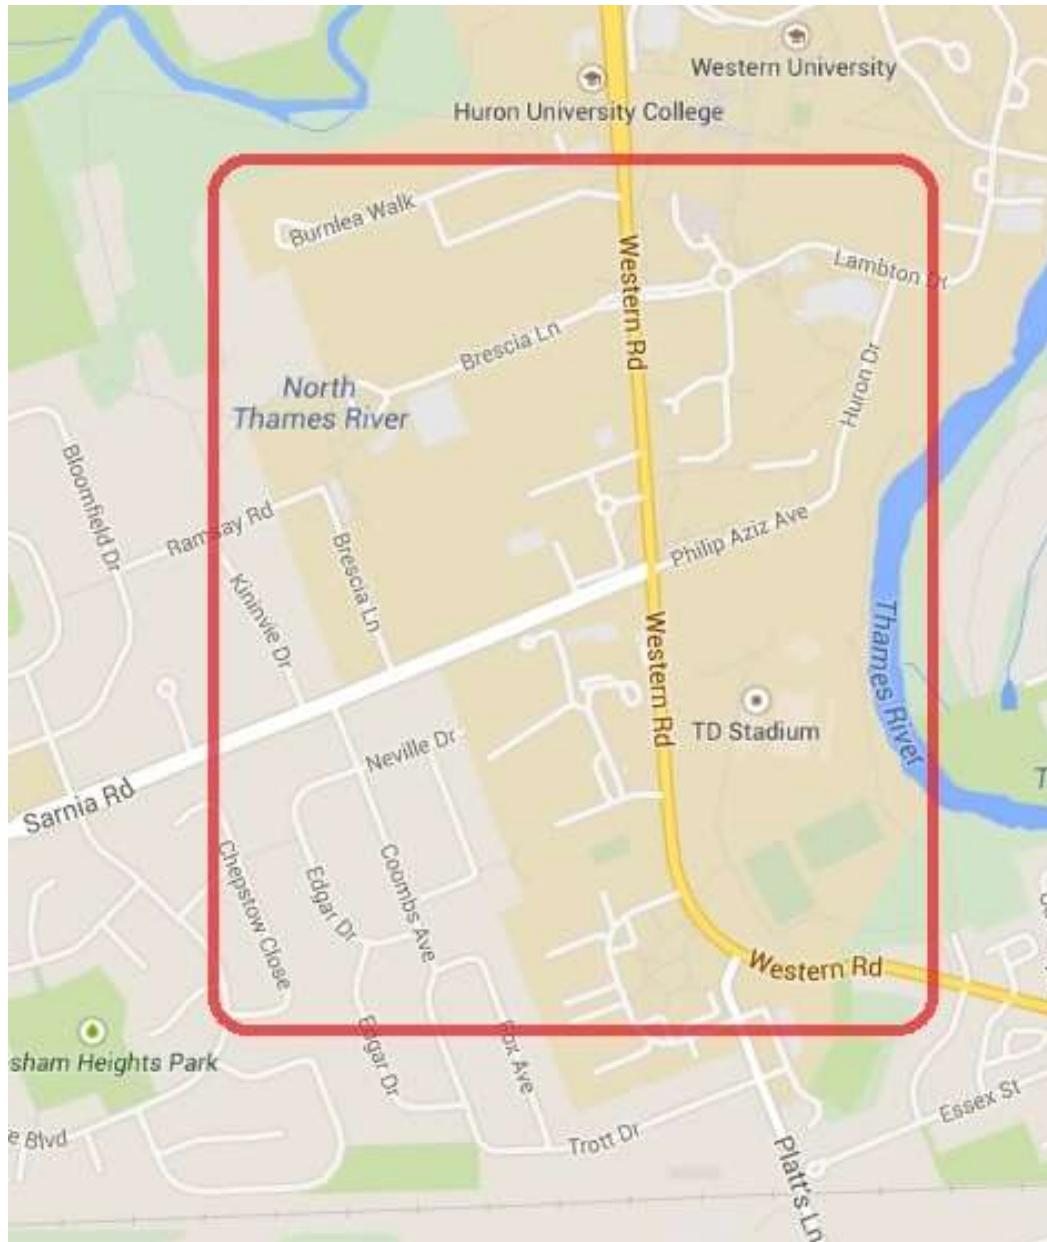 Western University
Huron University College
Burnlea Walk
Western Rd
Lambton Dr
Brescia Ln
Huron Dr
North
Thames River
Bloomfield Dr
Ramsay Rd
Brescia Ln
Philip Aziz Ave
Kininvie Dr
Western Rd
Thames River
TD Stadium
Neville Dr
Sarnia Rd
T
Chepstow Close
Edgar Dr
Coombs Ave
Western Rd
sham Heights Park
Edgar Dr
Fox Ave
Essex St
e Blvd
Trott Dr
Platt's Ln